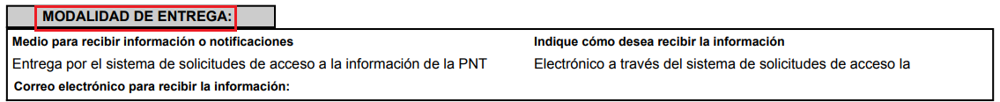 MODALIDAD DE ENTREGA:
Medio para recibir información o notificaciones
Indique cómo desea recibir la información
Entrega por el sistema de solicitudes de acceso a la información de la PNT
Electrónico a través del sistema de solicitudes de acceso la
Correo electrónico para recibir la información: